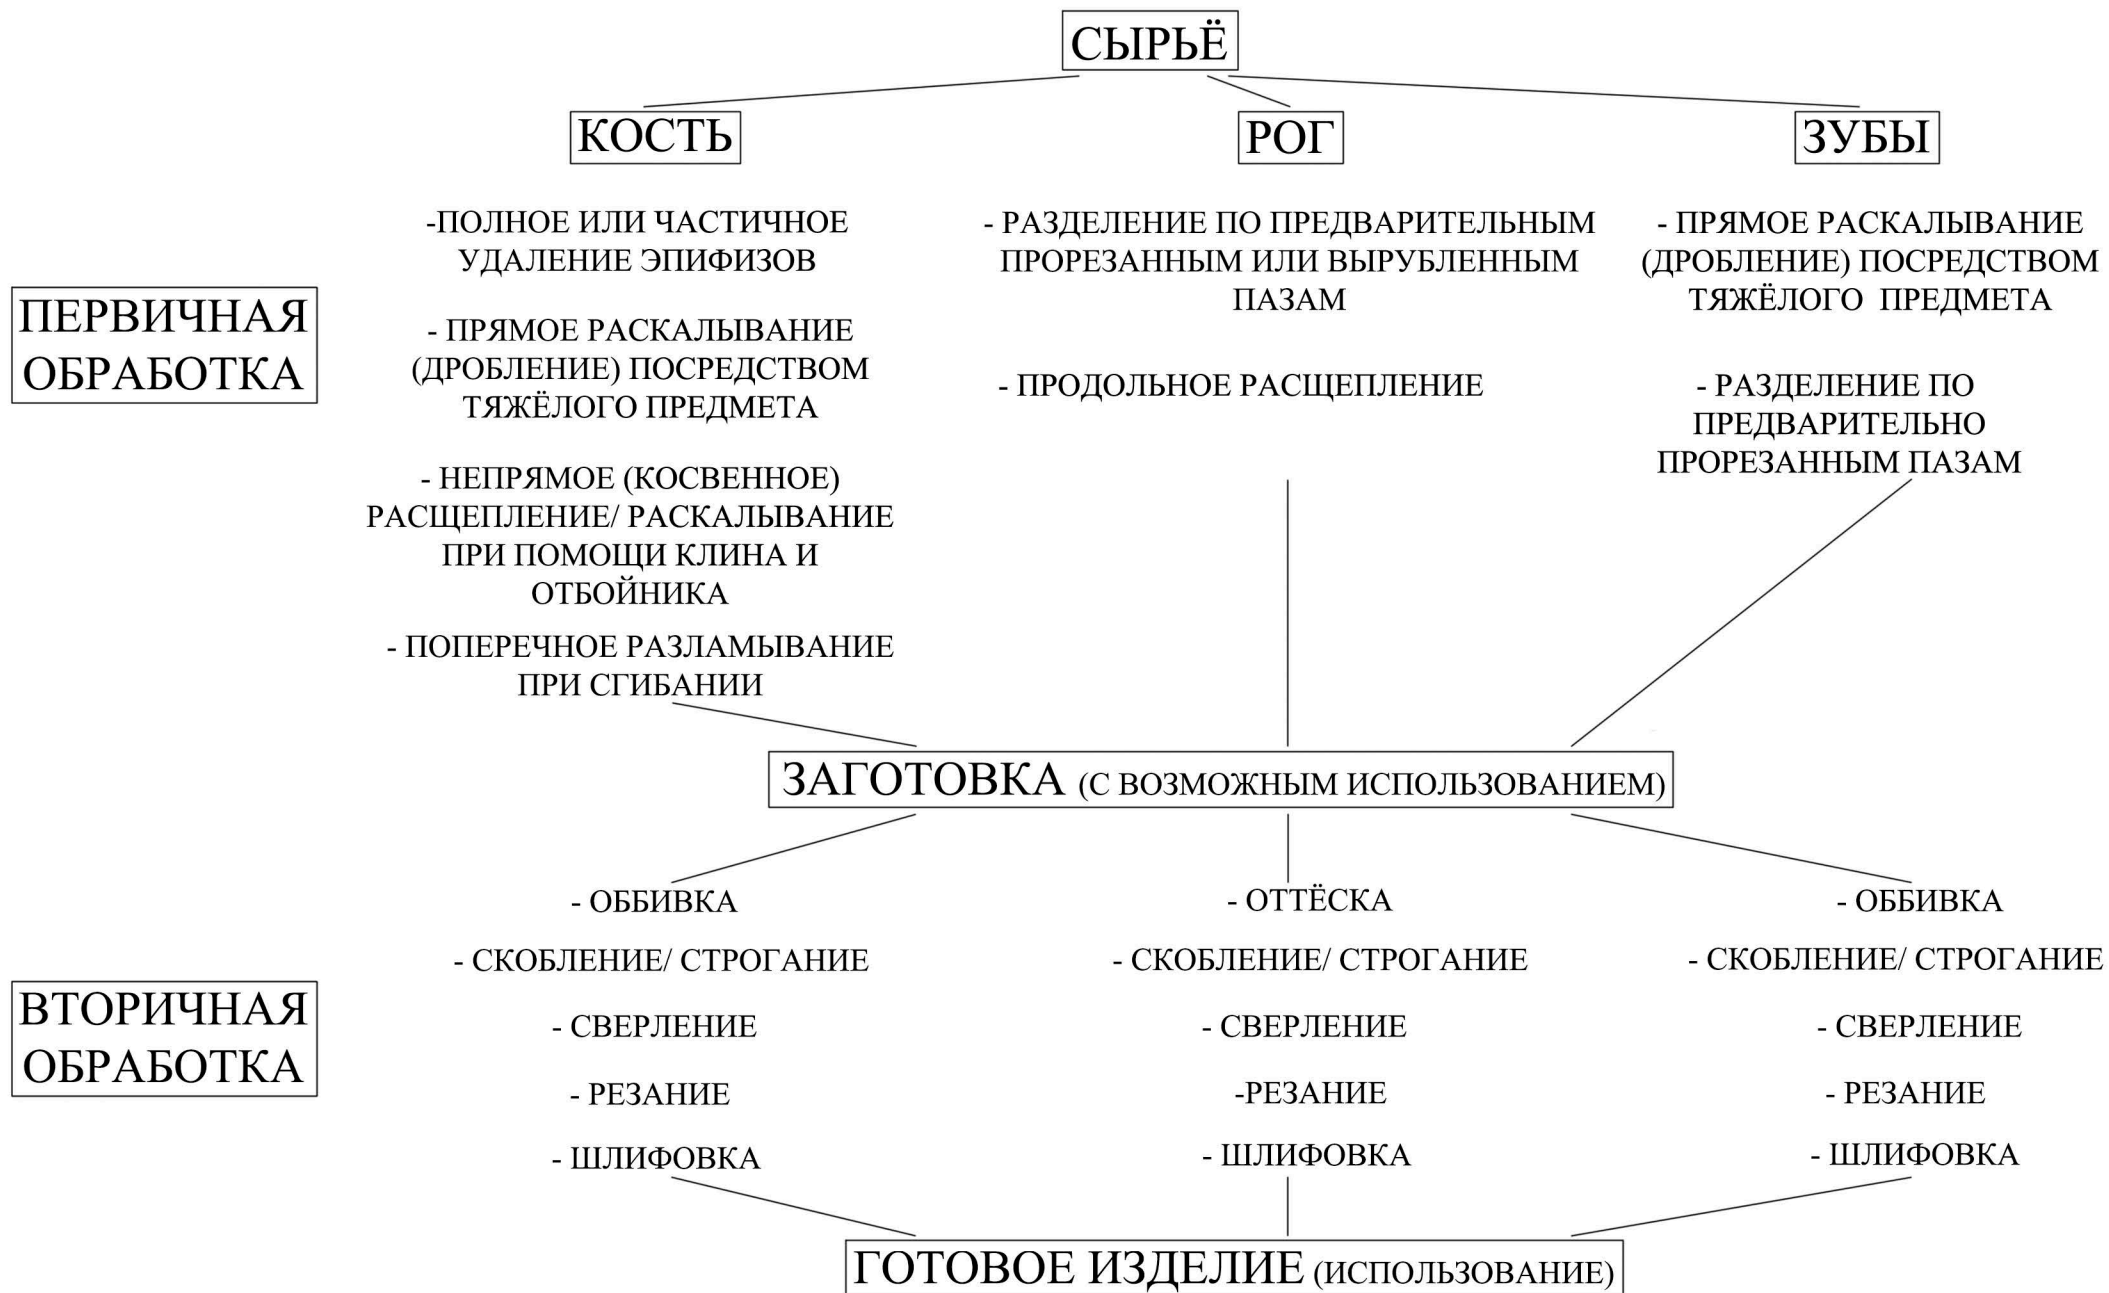 СЫРЬЁ
КОСТЬ
РОГ
ЗУБЫ
ПЕРВИЧНАЯ
ОБРАБОТКА
-ПОЛНОЕ ИЛИ ЧАСТИЧНОЕ
УДАЛЕНИЕ ЭПИФИЗОВ
- ПРЯМОЕ РАСКАЛЫВАНИЕ
(ДРОБЛЕНИЕ) ПОСРЕДСТВОМ
ТЯЖЁЛОГО ПРЕДМЕТА
- НЕПРЯМОЕ (КОСВЕННОЕ)
РАСЩЕПЛЕНИЕ/ РАСКАЛЫВАНИЕ
ПРИ ПОМОЩИ КЛИНА И
ОТБОЙНИКА
- ПОПЕРЕЧНОЕ РАЗЛАМЫВАНИЕ
ПРИ СГИБАНИИ
- РАЗДЕЛЕНИЕ ПО ПРЕДВАРИТЕЛЬНЫМ
ПРОРЕЗАННЫМ ИЛИ ВЫРУБЛЕННЫМ
ПАЗАМ
- ПРОДОЛЬНОЕ РАСЩЕПЛЕНИЕ
- ПРЯМОЕ РАСКАЛЫВАНИЕ
(ДРОБЛЕНИЕ) ПОСРЕДСТВОМ
ТЯЖЁЛОГО ПРЕДМЕТА
- РАЗДЕЛЕНИЕ ПО
ПРЕДВАРИТЕЛЬНО
ПРОРЕЗАННЫМ ПАЗАМ
ЗАГОТОВКА (С ВОЗМОЖНЫМ ИСПОЛЬЗОВАНИЕМ)
ВТОРИЧНАЯ
ОБРАБОТКА
- ОББИВКА
- СКОБЛЕНИЕ/ СТРОГАНИЕ
- СВЕРЛЕНИЕ
- РЕЗАНИЕ
- ШЛИФОВКА
- ОТТЁСКА
- СКОБЛЕНИЕ/ СТРОГАНИЕ
- СВЕРЛЕНИЕ
-РЕЗАНИЕ
- ШЛИФОВКА
- ОББИВКА
- СКОБЛЕНИЕ/ СТРОГАНИЕ
- СВЕРЛЕНИЕ
- РЕЗАНИЕ
- ШЛИФОВКА
ГОТОВОЕ ИЗДЕЛИЕ (ИСПОЛЬЗОВАНИЕ)